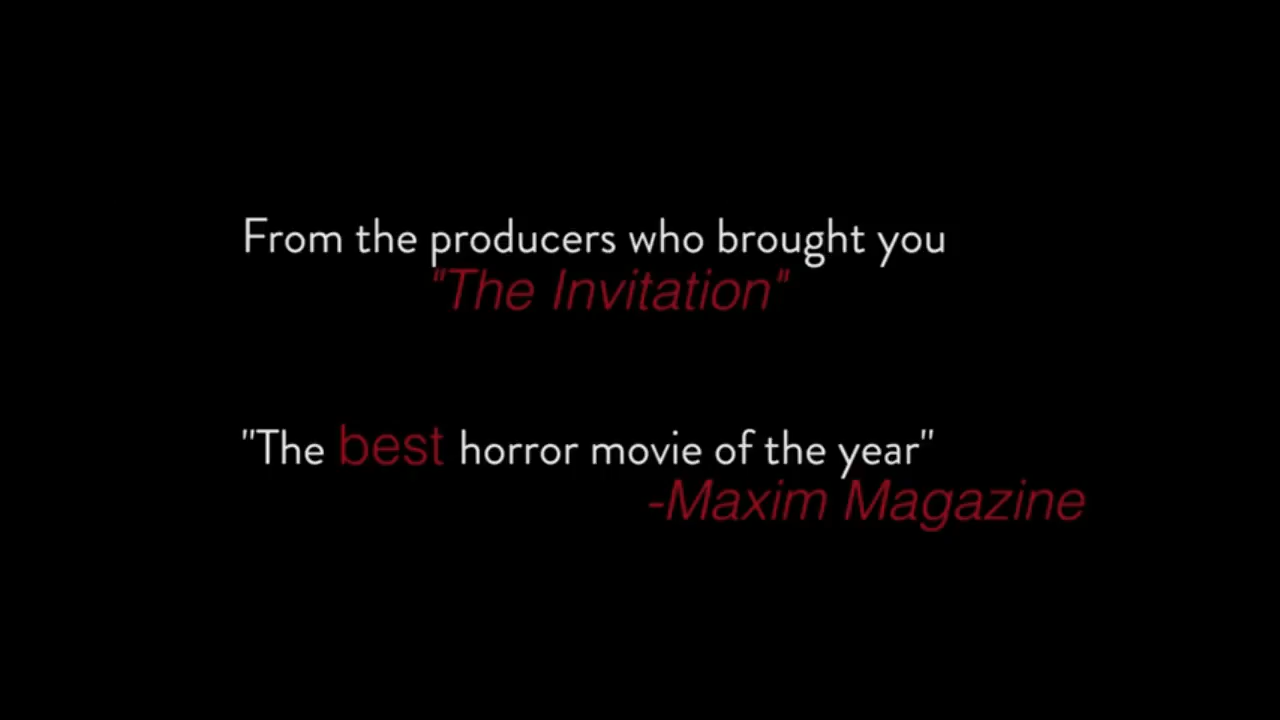 From the producers who brought you
"The Invitation"
"The best horror movie of the year"
-Maxim Magazine